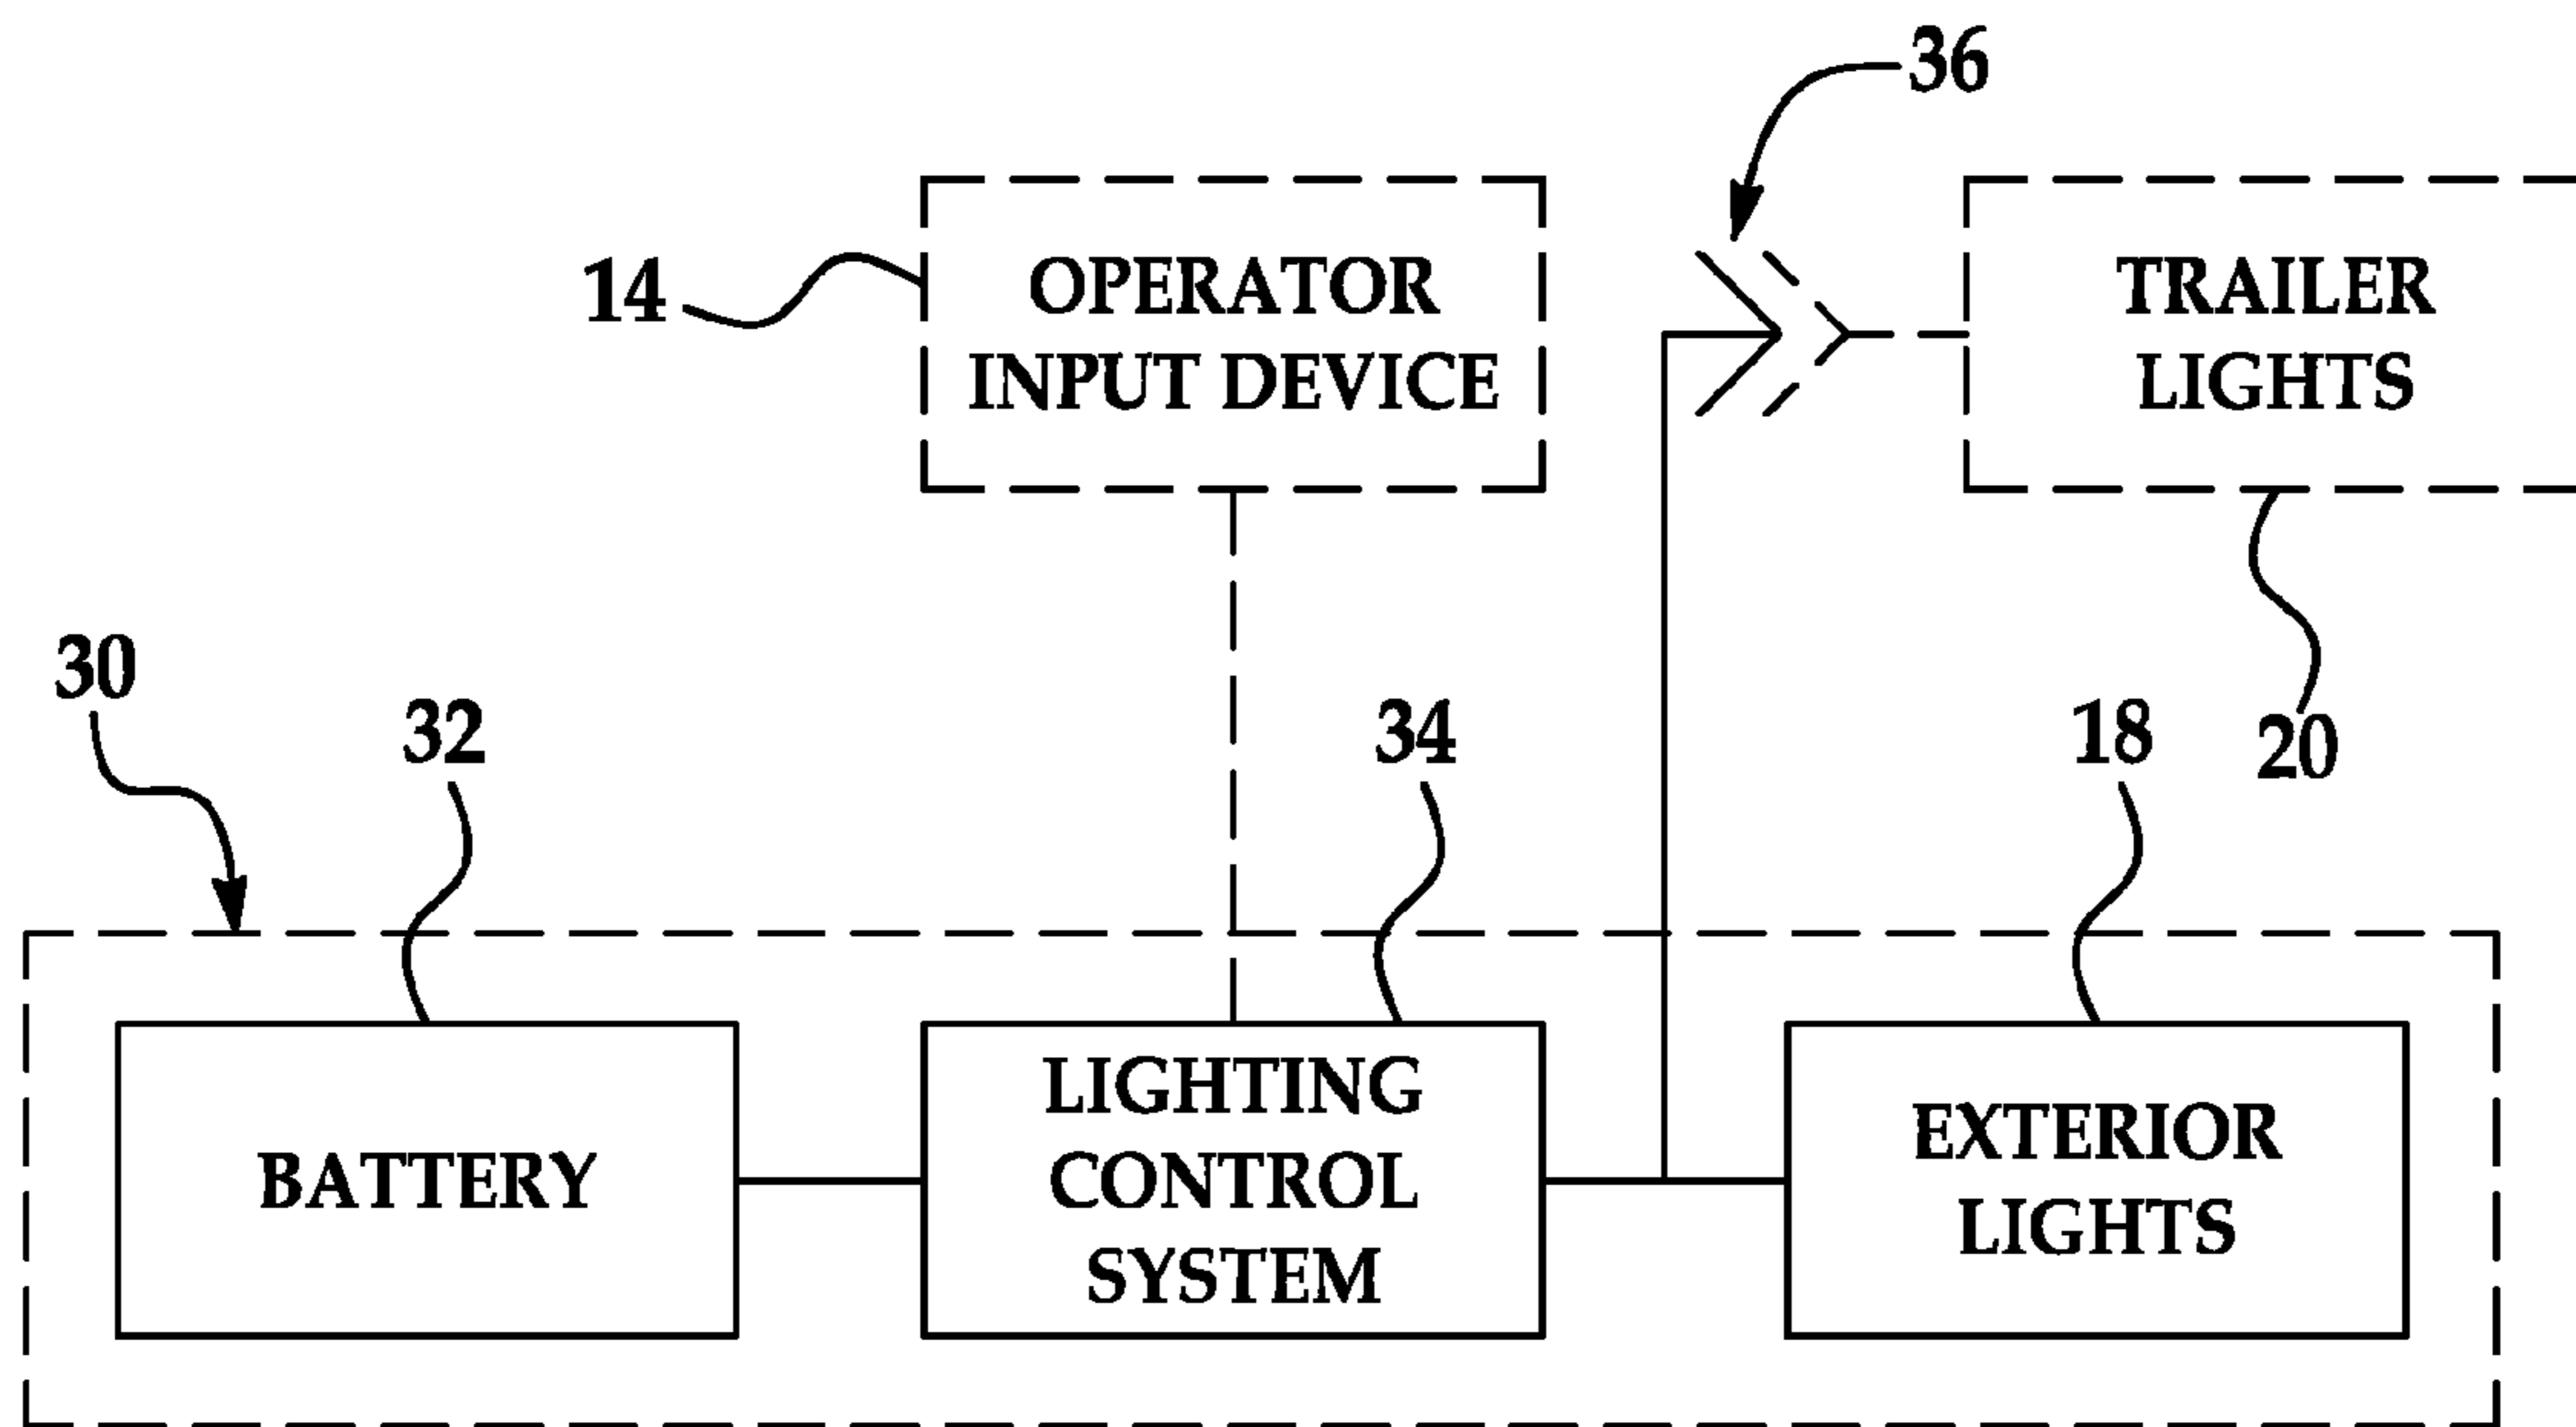 36
14
OPERATOR
INPUT DEVICE
TRAILER
LIGHTS
30
32
34
18
20
BATTERY
LIGHTING
CONTROL
SYSTEM
EXTERIOR
LIGHTS